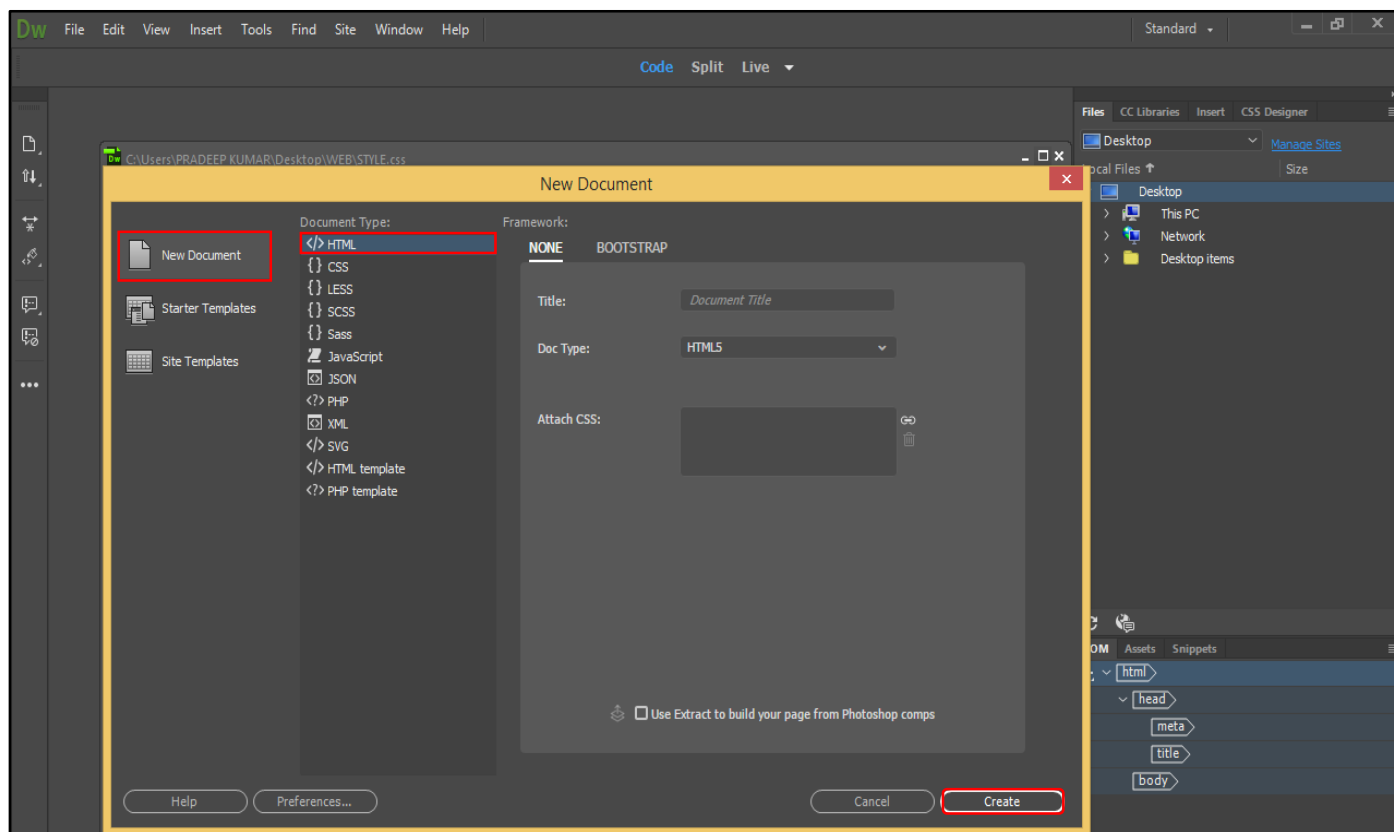 Dw File Edit View Insert Tools Find Site Window Help Standard
Code Split Live
Files CC Libraries Insert CSS Designer
Desktop Manage Sites
Local Files Size
Desktop
This PC
Network
Desktop items
Dw C:\Users\PRADEEP KUMAR\Desktop\WEB\STYLE.css
New Document
New Document
Starter Templates
Site Templates
Document Type:
</> HTML
{} CSS
{} LESS
{} SCSS
{} Sass
JavaScript
JSON
<?> PHP
XML
</> SVG
</> HTML template
<?> PHP template
Framework:
NONE BOOTSTRAP
Title: Document Title
Doc Type: HTML5
Attach CSS:
Use Extract to build your page from Photoshop comps
Help Preferences... Cancel Create
OM Assets Snippets
html
head
meta
title
body